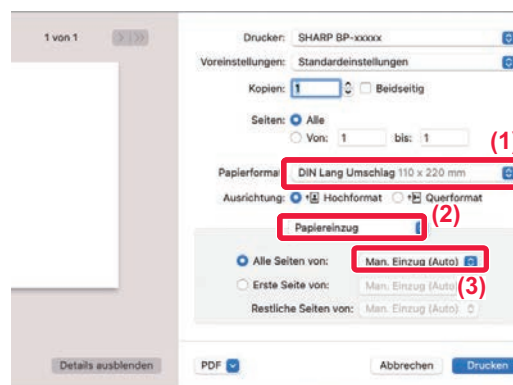 1 von 1
Drucker: SHARP BP-xxxxx
Voreinstellungen: Standardeinstellungen
Kopien: 1 Beidseitig
Seiten: Alle
Von: 1 bis: 1
(1)
Papierforma DIN Lang Umschlag 110 x 220 mm
Ausrichtung: Hochformat Querformat
(2)
Papiereinzug
Alle Seiten von: Man. Einzug (Auto)
Erste Seite von: Man. Einzug (Auto)
(3)
Restliche Seiten von: Man. Einzug (Auto)
Details ausblenden PDF Abbrechen Drucken